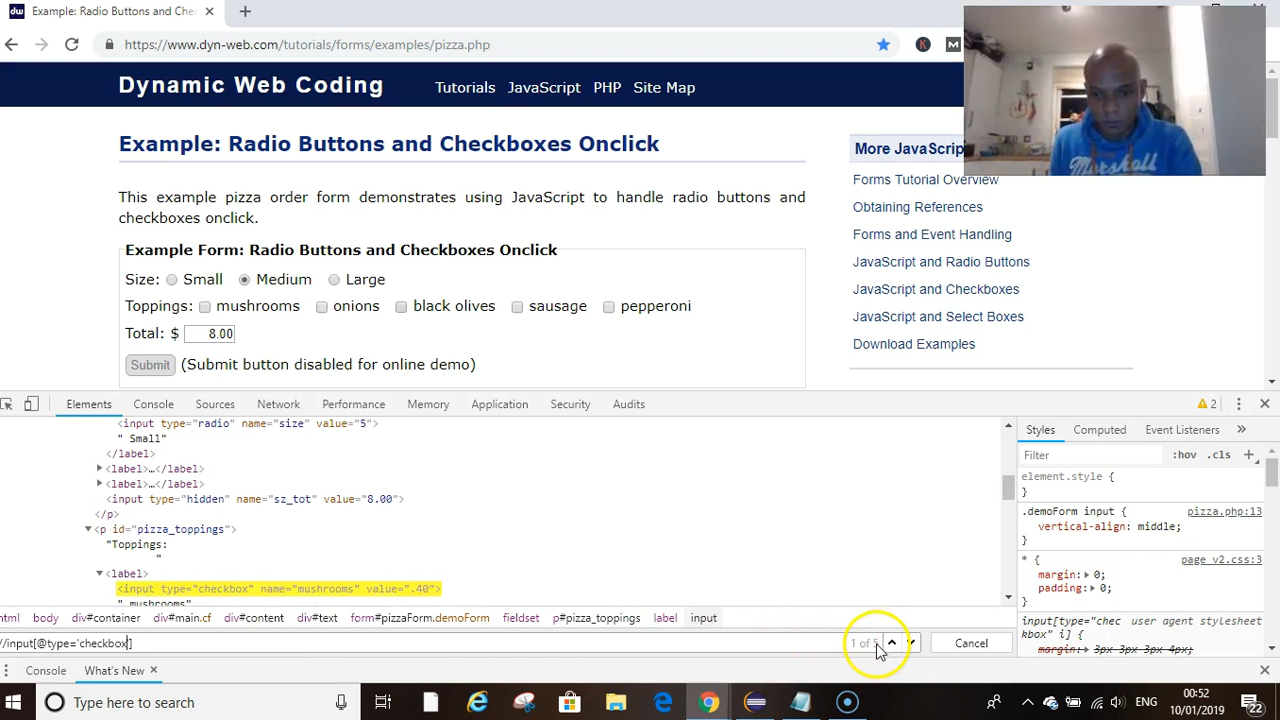 dw Example: Radio Buttons and Che
https://www.dyn-web.com/tutorials/forms/examples/pizza.php
K
M
Dynamic Web Coding
Tutorials JavaScript PHP Site Map
Example: Radio Buttons and Checkboxes Onclick
This example pizza order form demonstrates using JavaScript to handle radio buttons and
checkboxes onclick.
Example Form: Radio Buttons and Checkboxes Onclick
Size: Small Medium Large
Toppings: mushrooms onions black olives sausage pepperoni
Total: $ 8.00
Submit (Submit button disabled for online demo)
More JavaScrip
Forms Tutorial Overview
Obtaining References
Forms and Event Handling
JavaScript and Radio Buttons
JavaScript and Checkboxes
JavaScript and Select Boxes
Download Examples
Marshall
Elements Console Sources Network Performance Memory Application Security Audits 2
<input type="radio" name="size" value="5">
" Small"
</label>
<label>…</label>
<label>…</label>
<input type="hidden" name="sz_tot" value="8.00">
</p>
<p id="pizza_toppings">
"Toppings:
"
<label>
<input type="checkbox" name="mushrooms" value=".40">
" mushrooms"
html body div#container div#main.cf div#content div#text form#pizzaForm.demoForm fieldset p#pizza_toppings label input
//input[@type='checkbox]
1 of 5
Cancel
Styles Computed Event Listeners »
Filter :hov .cls +
element.style {
}
.demoForm input { pizza.php:13
vertical-align: middle;
}
* { page_v2.css:3
margin: 0;
padding: 0;
}
input[type="chec user agent stylesheet
kbox" i] {
margin: 3px 3px 3px 4px;
Console What's New
Type here to search
ENG
00:52
10/01/2019
22